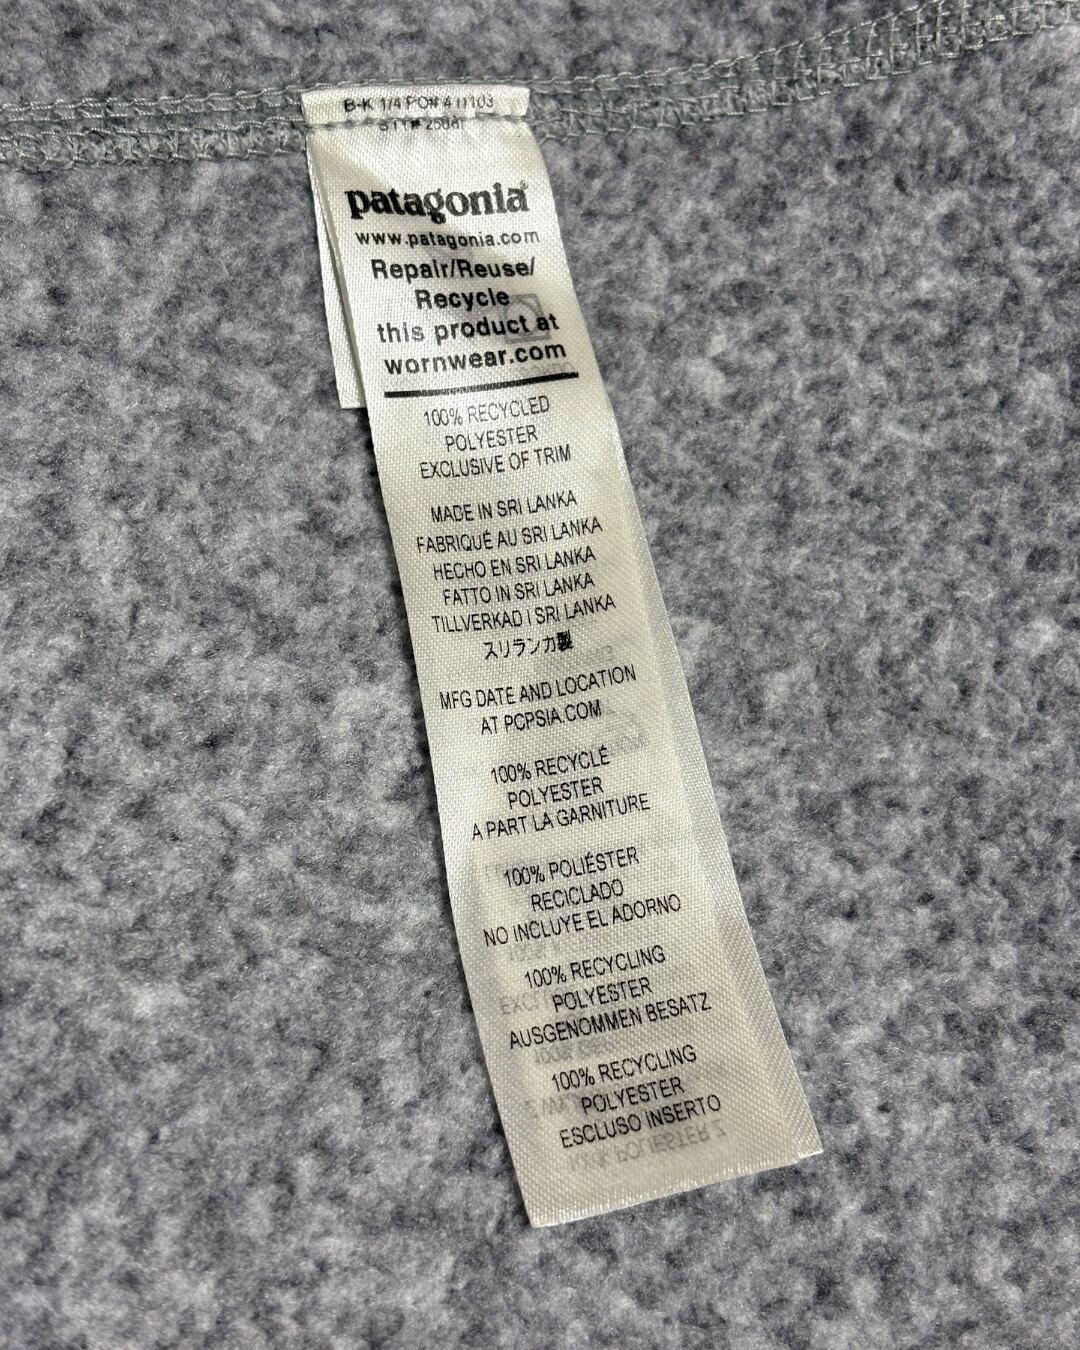 B-K 1/4 PO# 411103
STY#
patagonia®
www.patagonia.com
Repair/Reuse/
Recycle
this product at
wornwear.com
100% RECYCLED
POLYESTER
EXCLUSIVE OF TRIM
MADE IN SRI LANKA
FABRIQUÉ AU SRI LANKA
HECHO EN SRI LANKA
FATTO IN SRI LANKA
TILLVERKAD I SRI LANKA
スリランカ製
MFG DATE AND LOCATION
AT PCPSIA.COM
100% RECYCLÉ
POLYESTER
A PART LA GARNITURE
100% POLIÉSTER
RECICLADO
NO INCLUYE EL ADORNO
100% RECYCLING
POLYESTER
AUSGENOMMEN BESATZ
100% RECYCLING
POLYESTER
ESCLUSO INSERTO